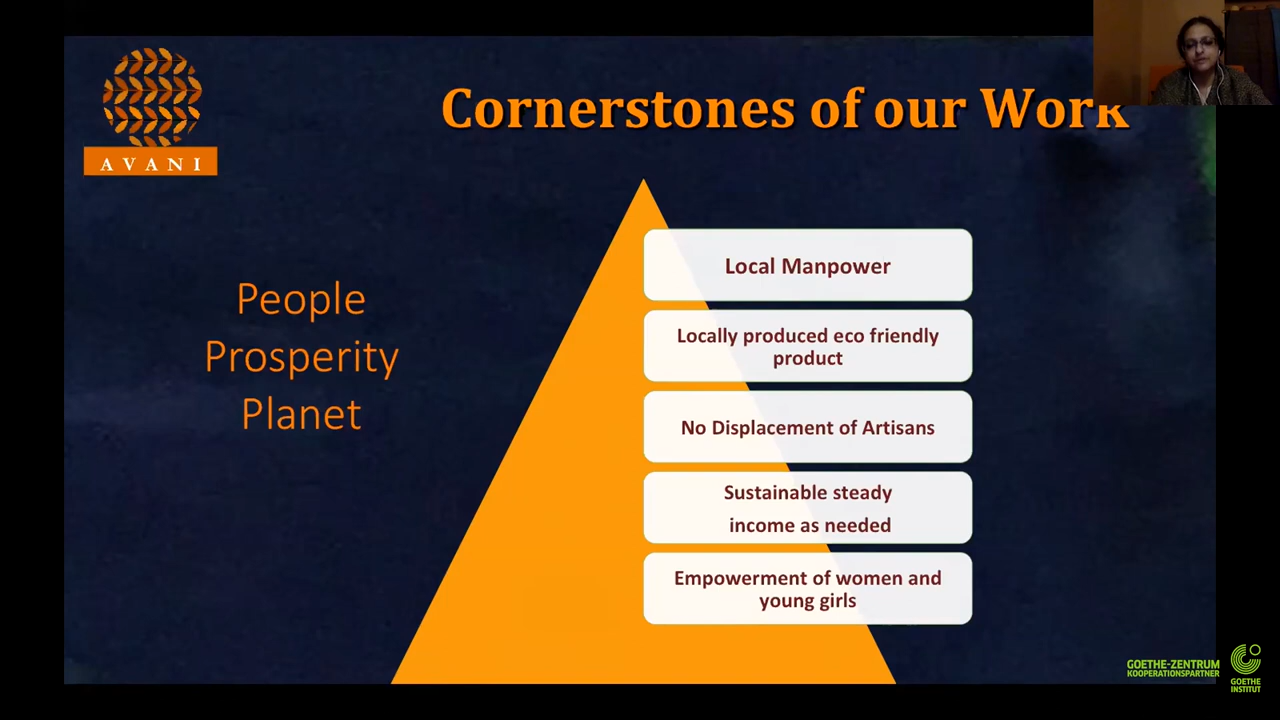 AVANI
Cornerstones of our Work
People
Prosperity
Planet
Local Manpower
Locally produced eco friendly
product
No Displacement of Artisans
Sustainable steady
income as needed
Empowerment of women and
young girls
GOETHE-ZENTRUM
KOOPERATIONSPARTNER
GOETHE
INSTITUT